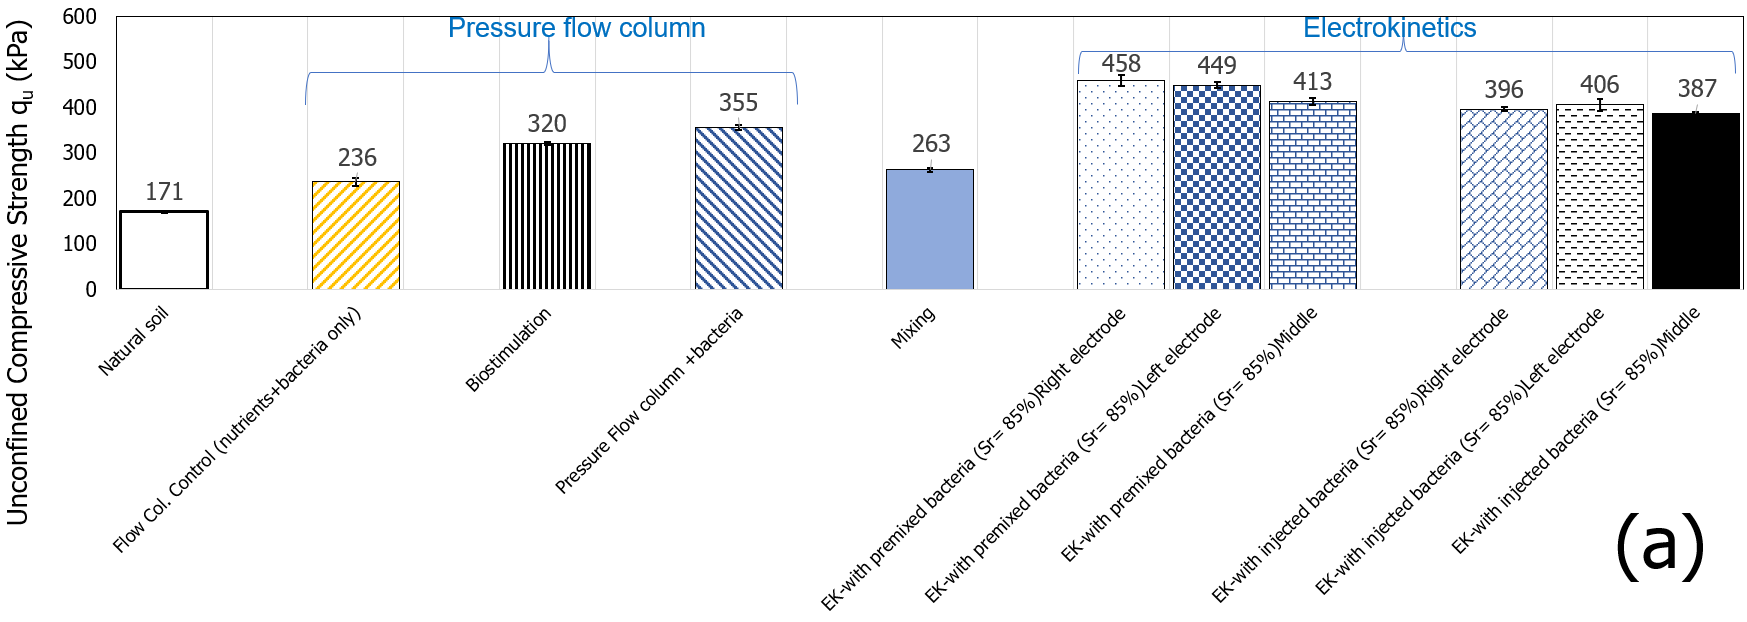 Unconfined Compressive Strength qu (kPa)
600
500
400
300
200
100
0
Pressure flow column
Electrokinetics
171
236
320
355
263
458
449
413
396
406
387
Natural soil
Flow Col. Control (nutrients+bacteria only)
Biostimulation
Pressure Flow column +bacteria
Mixing
EK-with premixed bacteria (Sr= 85%)Right electrode
EK-with premixed bacteria (Sr= 85%)Left electrode
EK-with premixed bacteria (Sr= 85%)Middle
EK-with injected bacteria (Sr= 85%)Right electrode
EK-with injected bacteria (Sr= 85%)Left electrode
EK-with injected bacteria (Sr= 85%)Middle
(a)